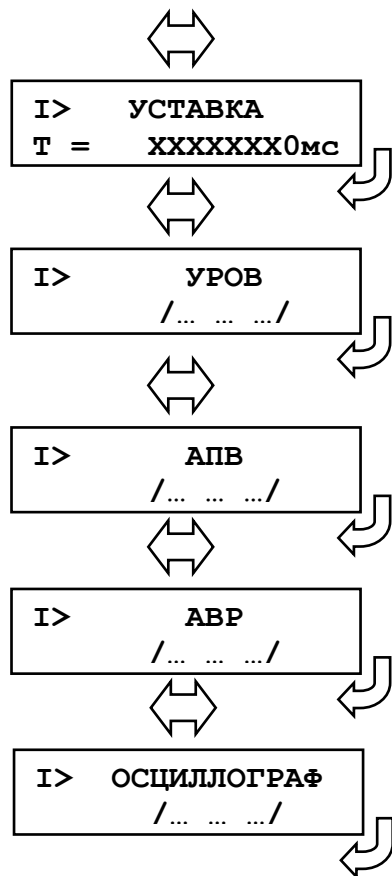 I> УСТАВКА
T = XXXXXXX0мс
I> УРОВ
/… … …/
I> АПВ
/… … …/
I> АВР
/… … …/
I> ОСЦИЛЛОГРАФ
/… … …/